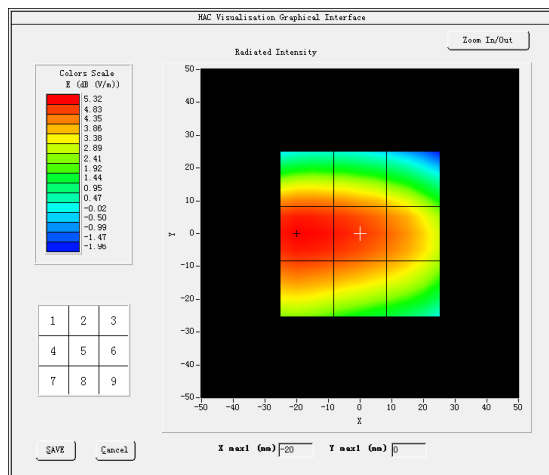 HAC Visualisation Graphical Interface
Zoom In/Out
Radiated Intensity
Colors Scale
E (dB (V/m))
5.32
4.83
4.35
3.86
3.38
2.89
2.41
1.92
1.44
0.95
0.47
-0.02
-0.50
-0.99
-1.47
-1.96
50
40
30
20
10
Y 0
-10
-20
-30
-40
-50
-50 -40 -30 -20 -10 0 10 20 30 40 50
X
1 2 3
4 5 6
7 8 9
SAVE Cancel
X max1 (mm) -20 Y max1 (mm) 0